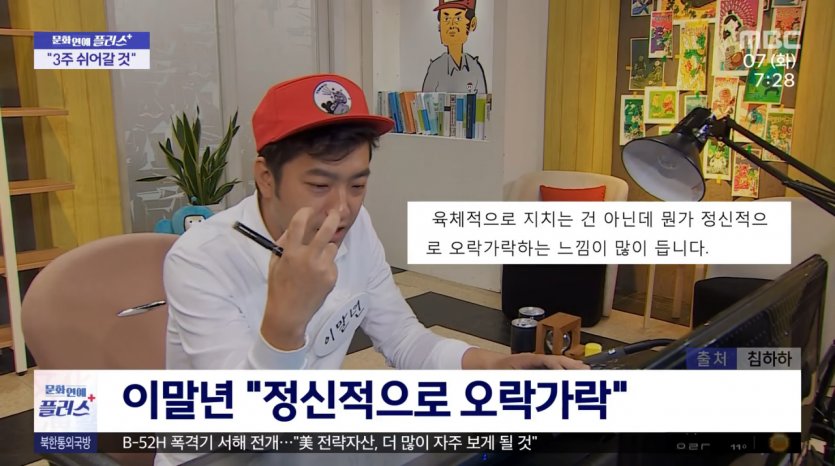 문화연예 플러스+
"3주 쉬어갈 것"
MBC
07 (화)
7:28
육체적으로 지치는 건 아닌데 뭔가 정신적으
로 오락가락하는 느낌이 많이 듭니다.
이말년
출처 침하하
문화연예
플러스+
이말년 "정신적으로 오락가락"
북한통외국방
B-52H 폭격기 서해 전개…"美 전략자산, 더 많이 자주 보게 될 것"